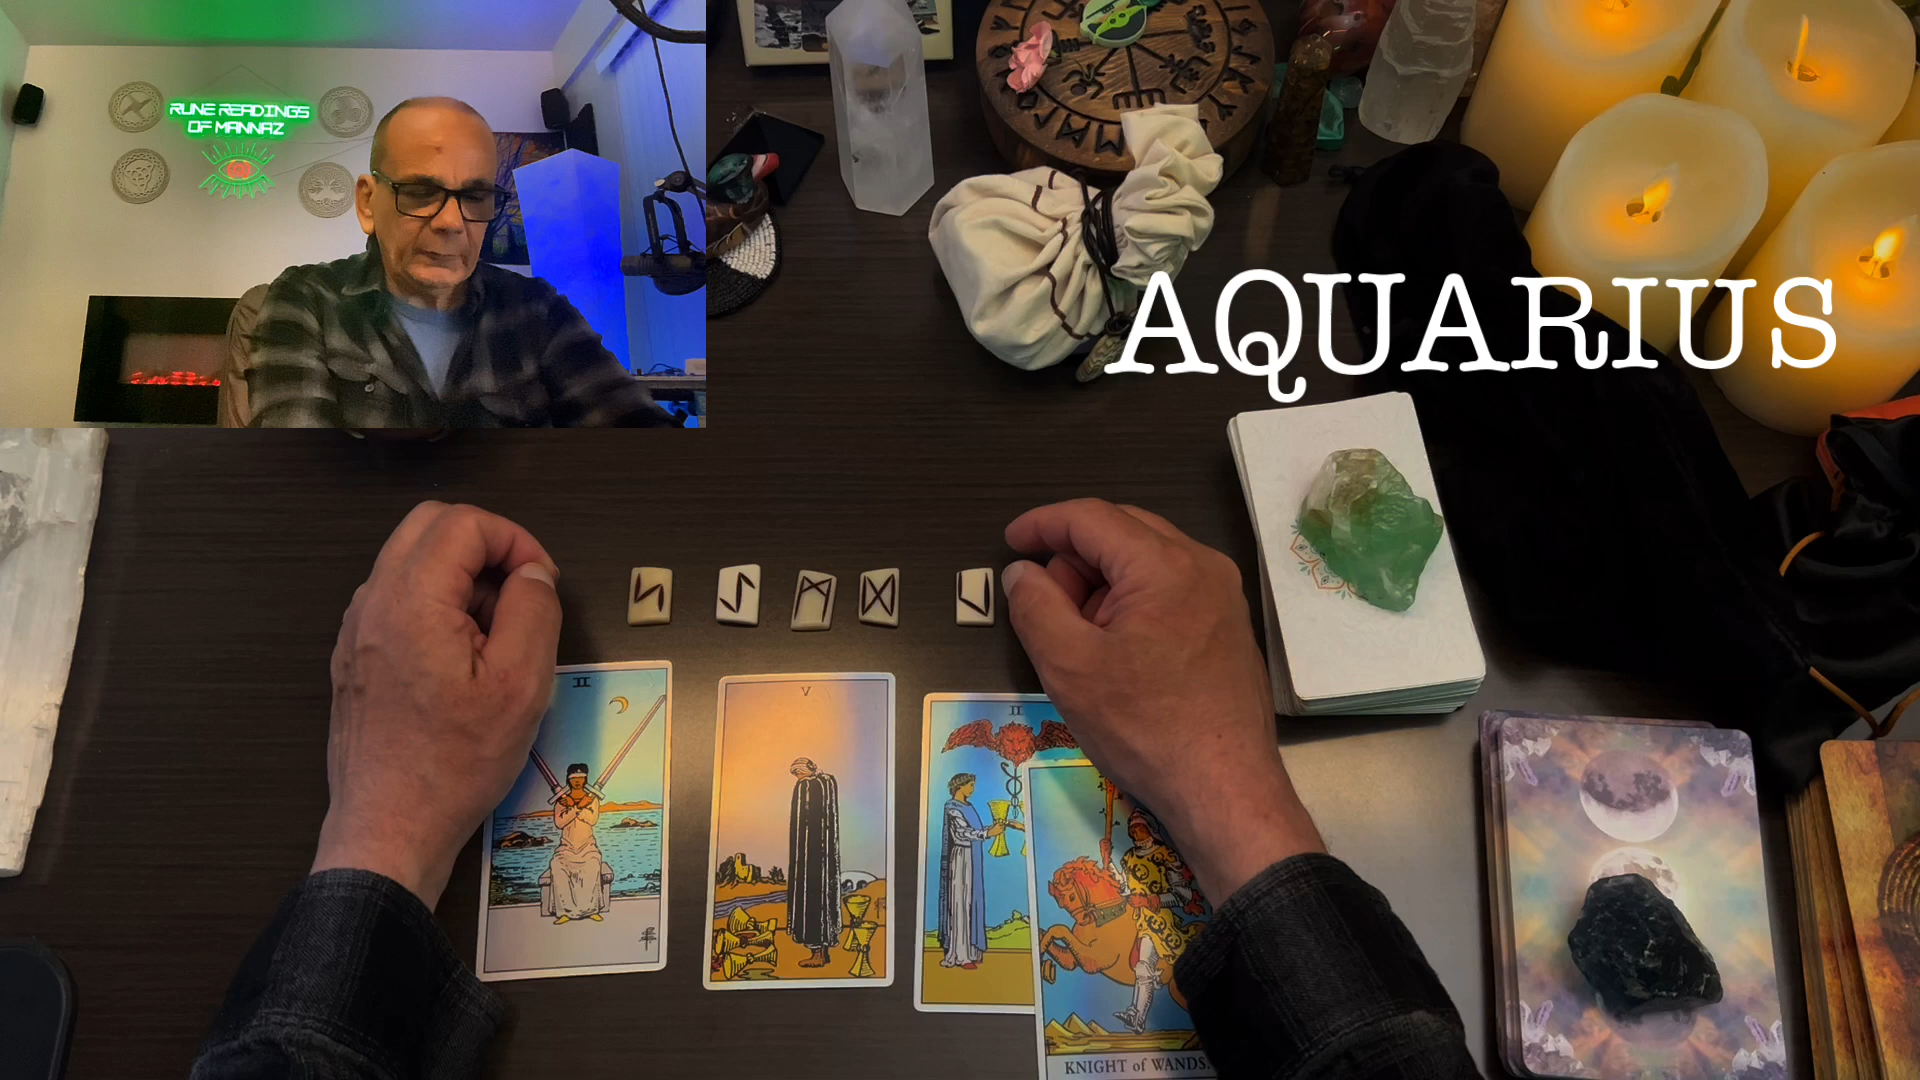 RUNE READINGS
OF MANNAZ
AQUARIUS
II
V
II
KNIGHT of WANDS.